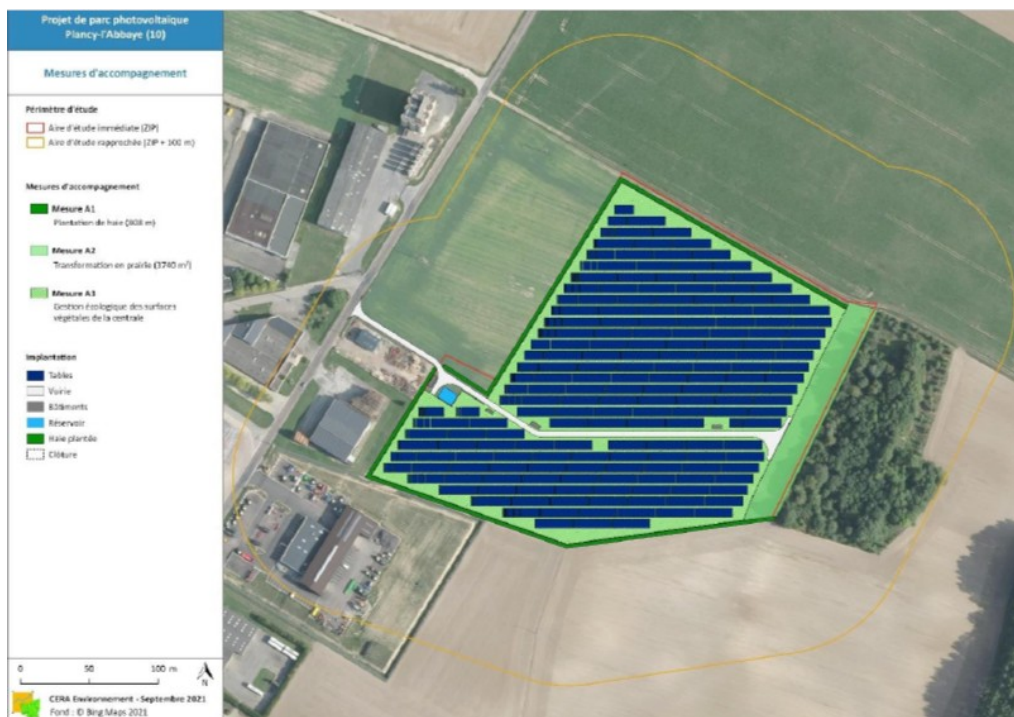 Projet de parc photovoltaïque
Plancy-l'Abbaye (10)
Mesures d'accompagnement
Périmètre d'étude
Aire d'étude immédiate (ZIP)
Aire d'étude rapprochée (ZIP + 100 m)
Mesures d'accompagnement
Mesure A1
Plantation de haie (808 m)
Mesure A2
Transformation en prairie (3740 m²)
Mesure A3
Gestion écologique des surfaces
végétales de la centrale
Implantation
Tables
Voirie
Bâtiments
Réservoir
Haie plantée
Clôture
0 50 100 m
N
CERA Environnement - Septembre 2021
Fond : © Bing Maps 2021